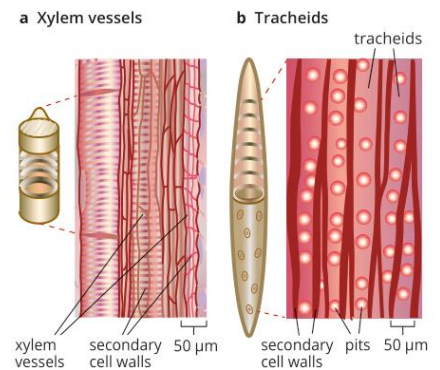 a Xylem vessels
b Tracheids
tracheids
xylem
vessels
secondary
cell walls
50 µm
secondary
cell walls
pits
50 µm